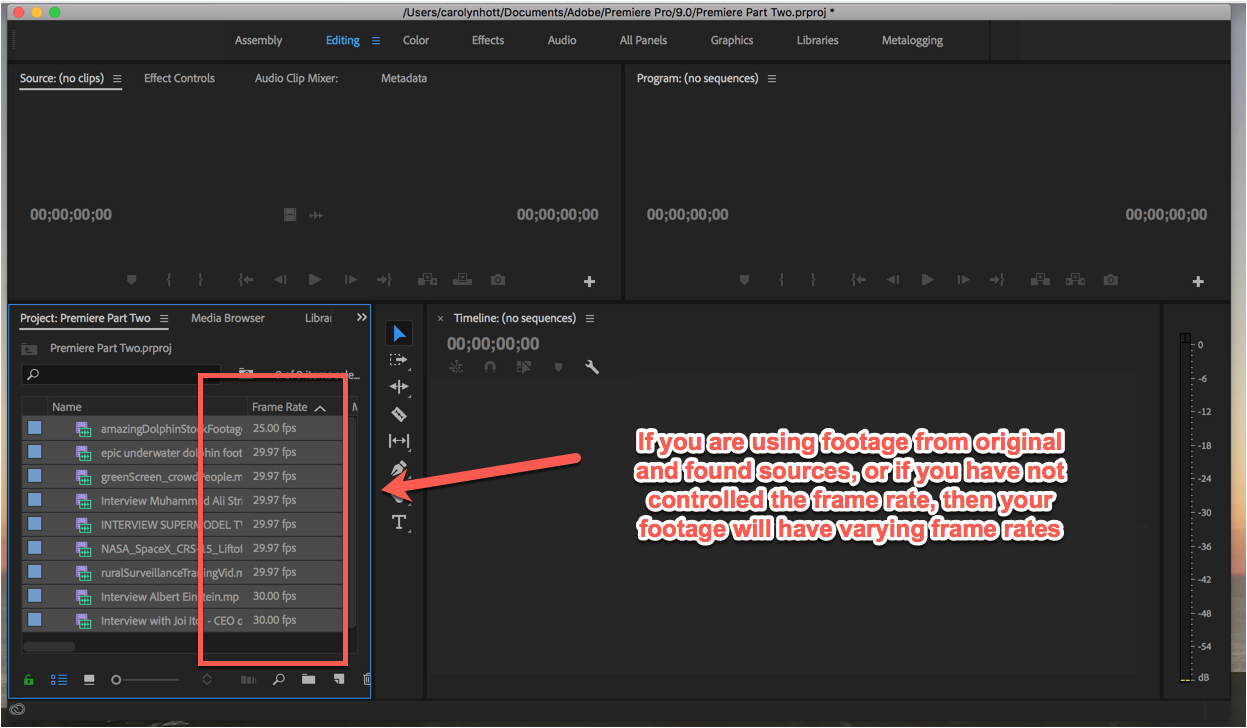 /Users/carolynhott/Documents/Adobe/Premiere Pro/9.0/Premiere Part Two.prproj *
Assembly Editing Color Effects Audio All Panels Graphics Libraries Metalogging
Source: (no clips) Effect Controls Audio Clip Mixer: Metadata
Program: (no sequences)
00;00;00;00 00;00;00;00
00;00;00;00 00;00;00;00
Project: Premiere Part Two Media Browser Librar
Timeline: (no sequences)
00;00;00;00
Premiere Part Two.prproj
Name Frame Rate
amazingDolphinStockFootage 25.00 fps
epic underwater dolphin foot 29.97 fps
greenScreen_crowdPeople.m 29.97 fps
Interview Muhammad Ali Stri 29.97 fps
INTERVIEW SUPERMODEL TV 29.97 fps
NASA_SpaceX_CRS-15_Liftof 29.97 fps
ruralSurveillanceTrackingVid.m 29.97 fps
Interview Albert Einstein.mp 30.00 fps
Interview with Joi Ito - CEO o 30.00 fps
If you are using footage from original
and found sources, or if you have not
controlled the frame rate, then your
footage will have varying frame rates
T
0
-6
-12
-18
-24
-30
-36
-42
-48
-54
dB